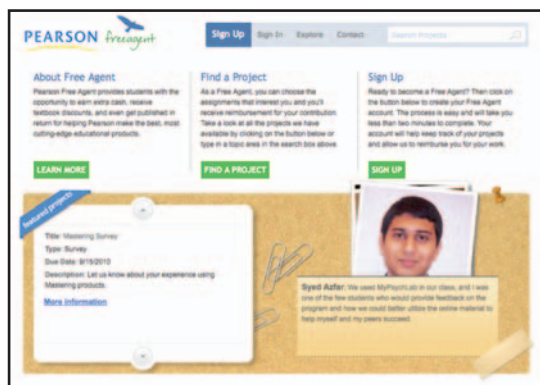 PEARSON freeagent
Sign Up Sign In Explore Contact Search Projects
About Free Agent
Pearson Free Agent provides students with the
opportunity to earn extra cash, receive
textbook discounts, and even get published in
return for helping Pearson make the best, most
cutting-edge educational products.
LEARN MORE
Find a Project
As a Free Agent, you can choose the
assignments that interest you and you'll
receive reimbursement for your contribution.
Take a look at all the projects we have
available by clicking on the button below or
type in a topic area in the search box above.
FIND A PROJECT
Sign Up
Ready to become a Free Agent? Then click on
the button below to create your Free Agent
account. The process is easy and will take you
less than two minutes to complete. Your
account will help keep track of your projects
and allow us to reimburse you for your work.
SIGN UP
featured projects
Title: Mastering Survey
Type: Survey
Due Date: 9/15/2013
Description: Let us know about your experience using
Mastering products.
More information
Syed Azfar: We used MyPsychLab in our class, and I was
one of the few students who would provide feedback on the
program and how we could better utilize the online material to
help myself and my peers succeed.